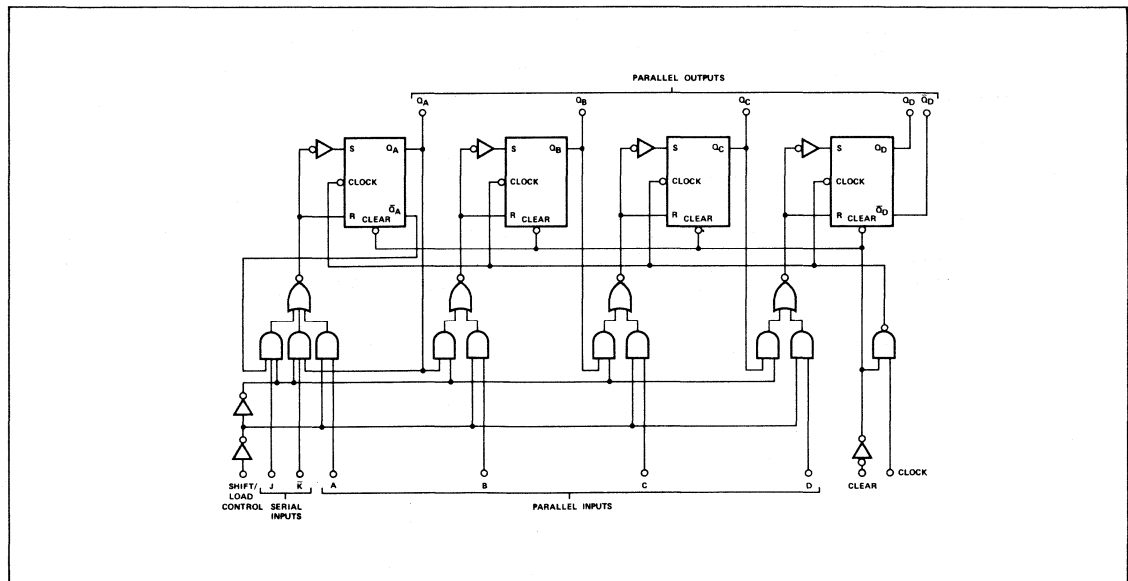 PARALLEL OUTPUTS
QA QB QC QD Q̄D
S QA S QB S QC S QD
CLOCK CLOCK CLOCK CLOCK
Q̄A
R CLEAR R CLEAR R CLEAR R CLEAR Q̄D
SHIFT/ LOAD CONTROL
J K̄ A B C D CLEAR CLOCK
SERIAL INPUTS
PARALLEL INPUTS